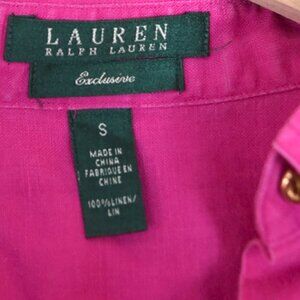 LAUREN
RALPH LAUREN
Exclusive
S
MADE IN
CHINA
FABRIQUE EN
CHINE
100%LINEN/
LIN